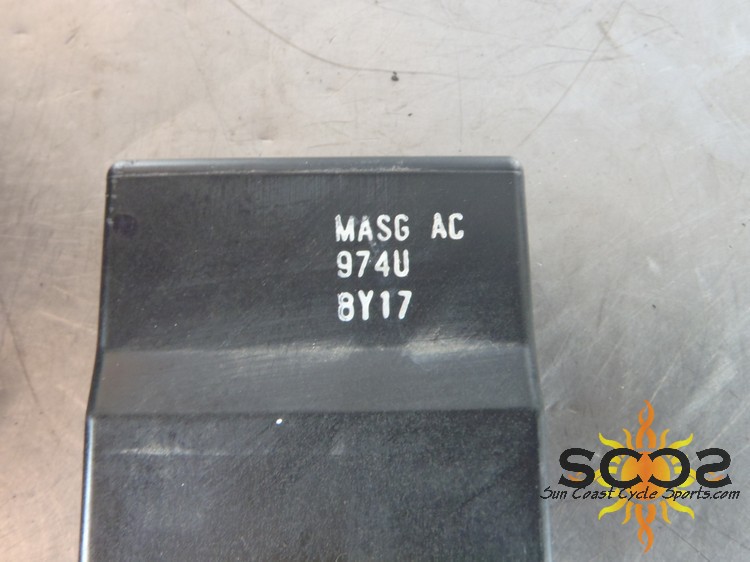 MASG AC
974U
8Y17
SCCS
Sun Coast Cycle Sports.com